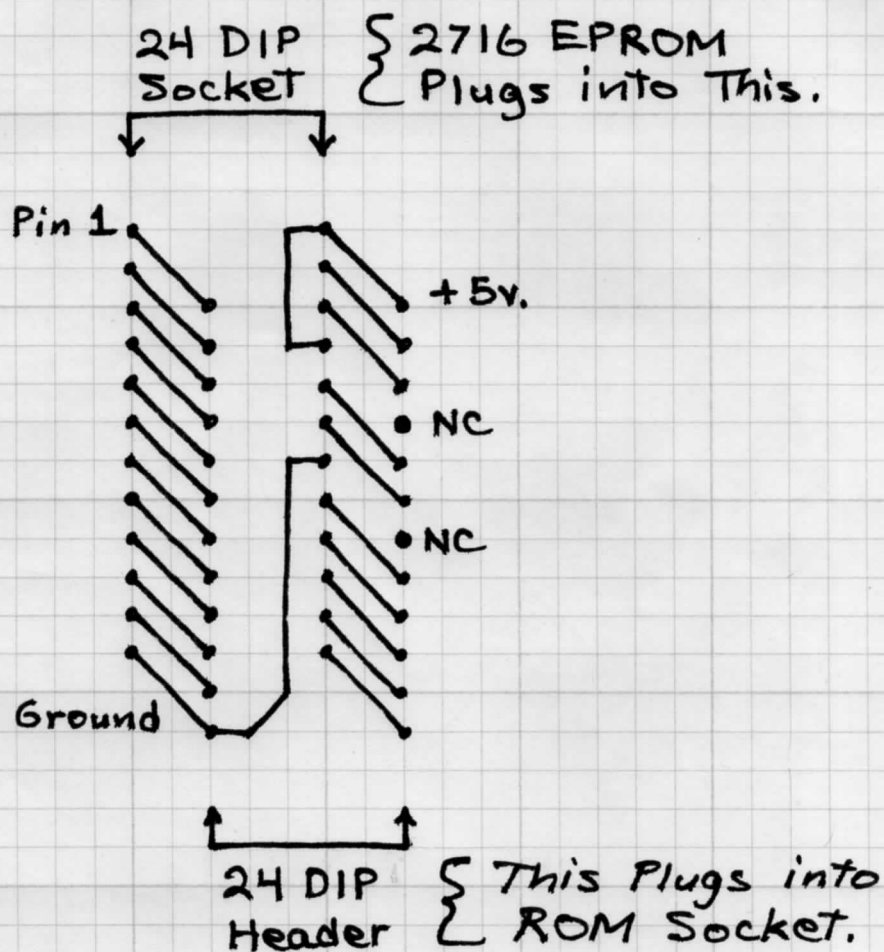 24 DIP
Socket
2716 EPROM
Plugs into This.
Pin 1
+5v.
NC
NC
Ground
24 DIP
Header
This Plugs into
ROM Socket.